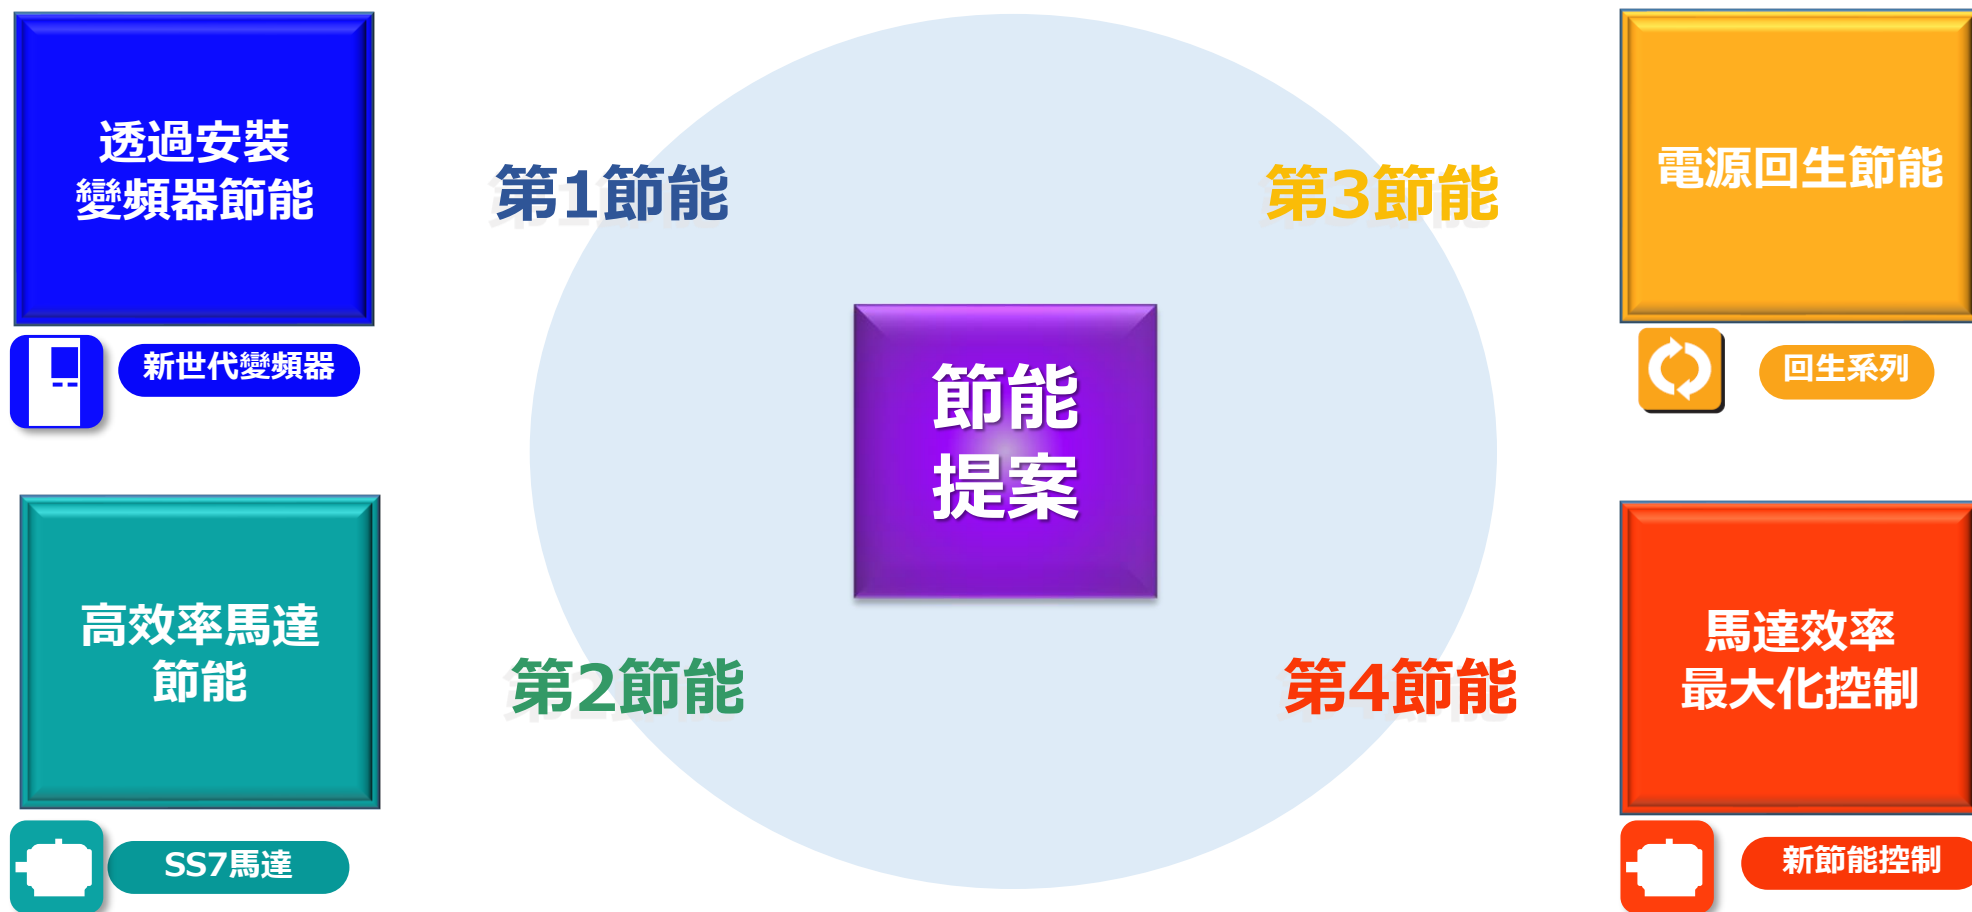 透過安裝
變頻器節能
新世代變頻器
第1節能
高效率馬達
節能
SS7馬達
第2節能
節能
提案
第3節能
電源回生節能
回生系列
第4節能
馬達效率
最大化控制
新節能控制